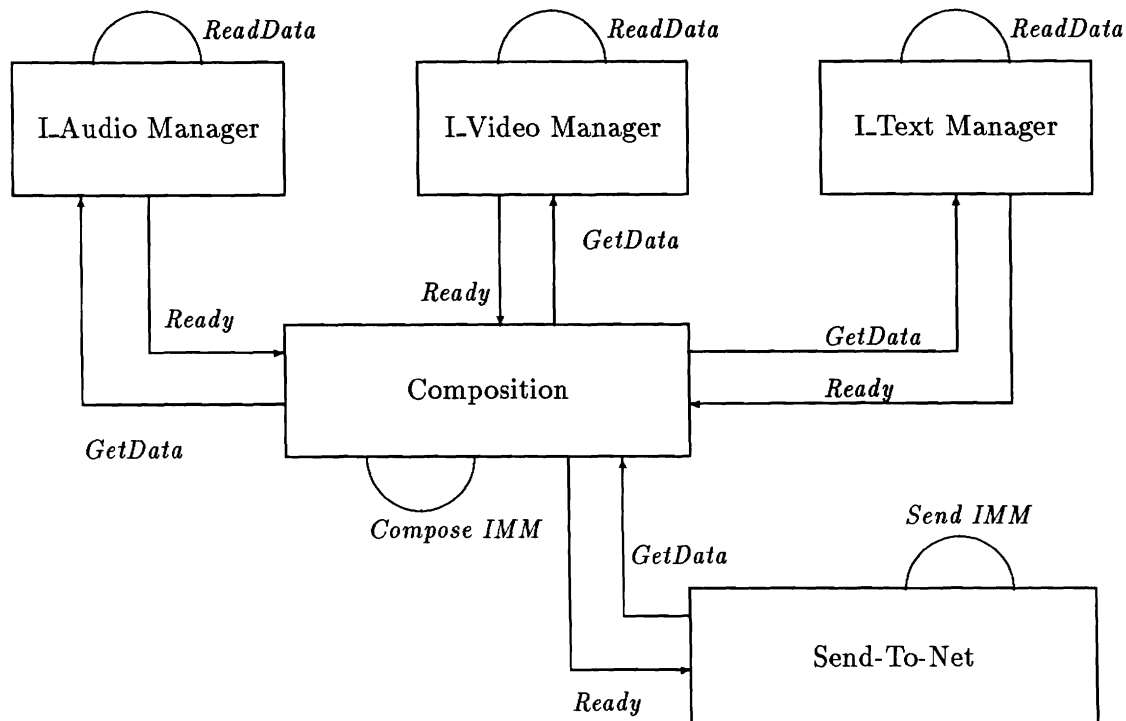 ReadData
ReadData
ReadData
I_Audio Manager
I_Video Manager
I_Text Manager
GetData
Ready
Ready
GetData
Composition
Ready
GetData
Compose IMM
Send IMM
GetData
Send-To-Net
Ready